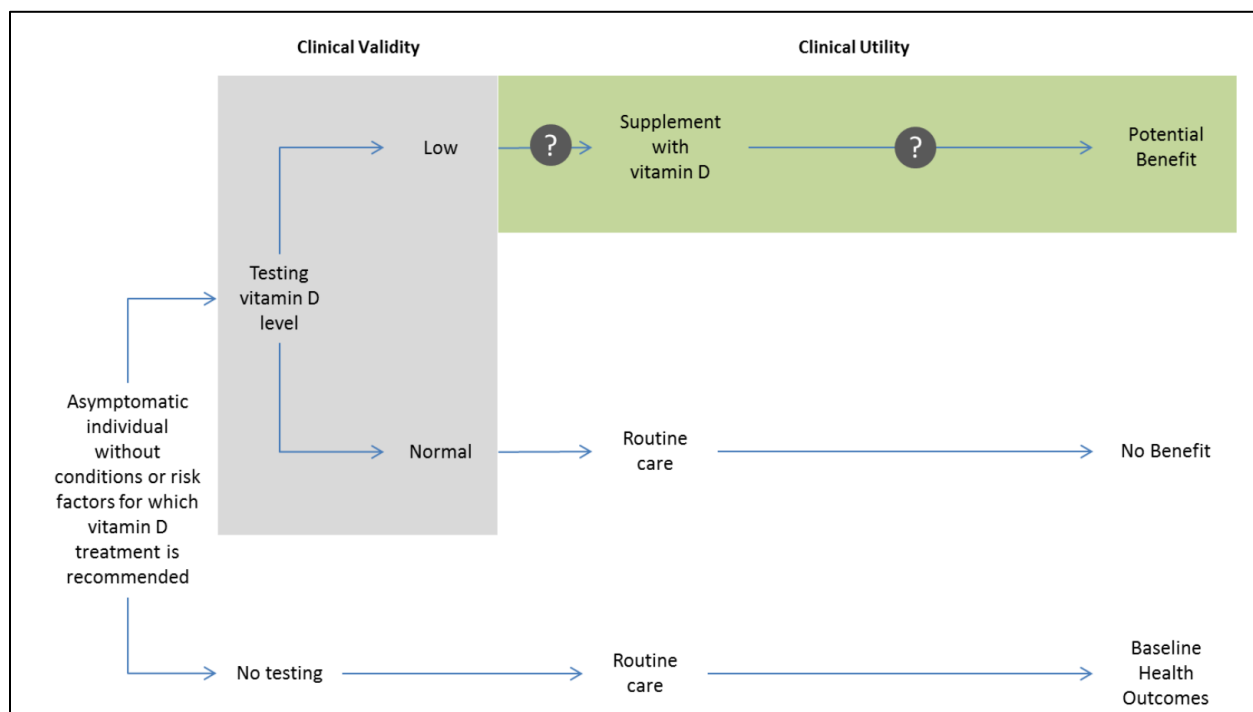 Clinical Validity
Clinical Utility
Low
?
Supplement
with
vitamin D
?
Potential
Benefit
Testing
vitamin D
level
Asymptomatic
individual
without
conditions or risk
factors for which
vitamin D
treatment is
recommended
Normal
Routine
care
No Benefit
No testing
Routine
care
Baseline
Health
Outcomes